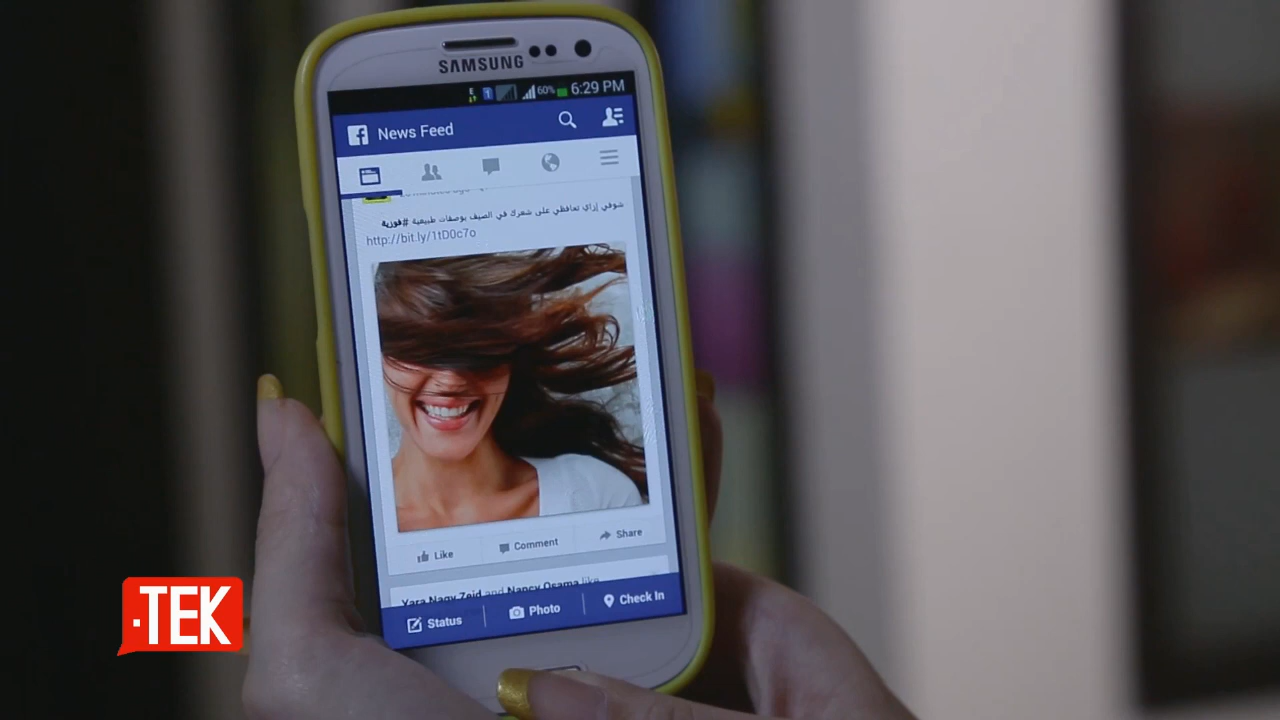 SAMSUNG
E 1 60% 6:29 PM
News Feed
شوفي إزاي تحافظي على شعرك في الصيف بوصفات طبيعية #فوزية
http://bit.ly/1tD0c7o
Like Comment Share
Yara Nagy Zeid and Nancy Osama like
Status Photo Check In
.TEK